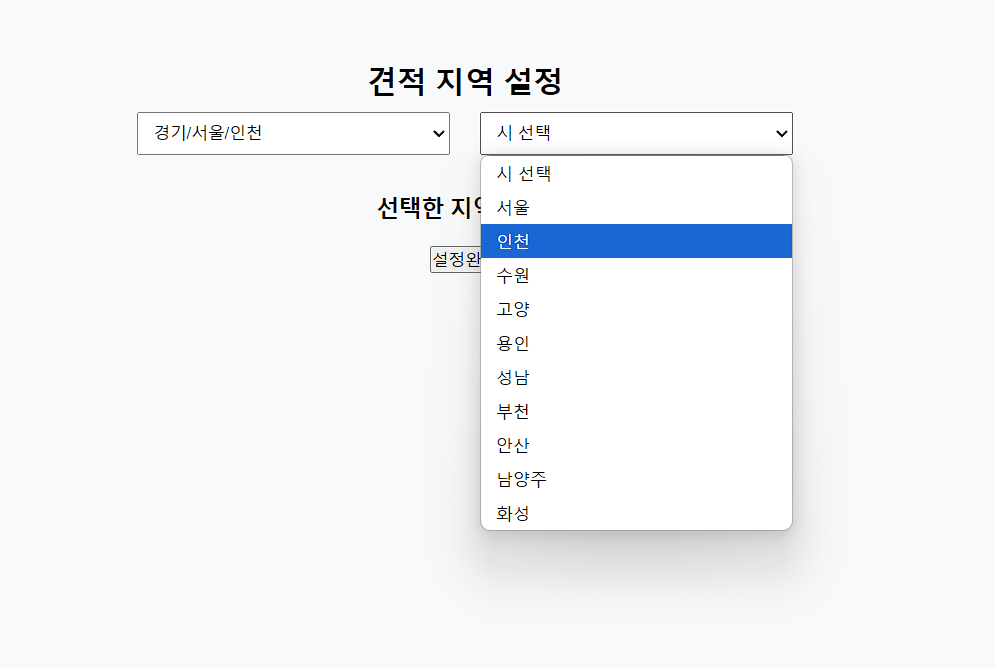 견적 지역 설정
경기/서울/인천
시 선택
시 선택
서울
인천
수원
고양
용인
성남
부천
안산
남양주
화성
선택한
설정완